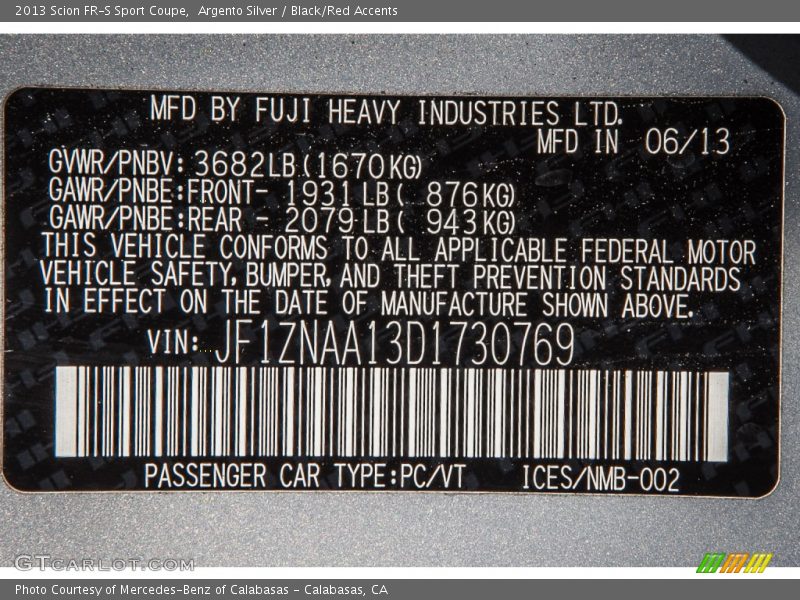 2013 Scion FR-S Sport Coupe,  Argento Silver / Black/Red Accents
MFD BY FUJI HEAVY INDUSTRIES LTD.
MFD IN 06/13
GVWR/PNBV: 3682LB(1670KG)
GAWR/PNBE:FRONT- 1931LB( 876KG)
GAWR/PNBE:REAR - 2079LB( 943KG)
THIS VEHICLE CONFORMS TO ALL APPLICABLE FEDERAL MOTOR
VEHICLE SAFETY, BUMPER, AND THEFT PREVENTION STANDARDS
IN EFFECT ON THE DATE OF MANUFACTURE SHOWN ABOVE.
VIN: JF1ZNAA13D1730769
PASSENGER CAR TYPE:PC/VT ICES/NMB-002
GTCARLOT.COM
Photo Courtesy of Mercedes-Benz of Calabasas - Calabasas, CA